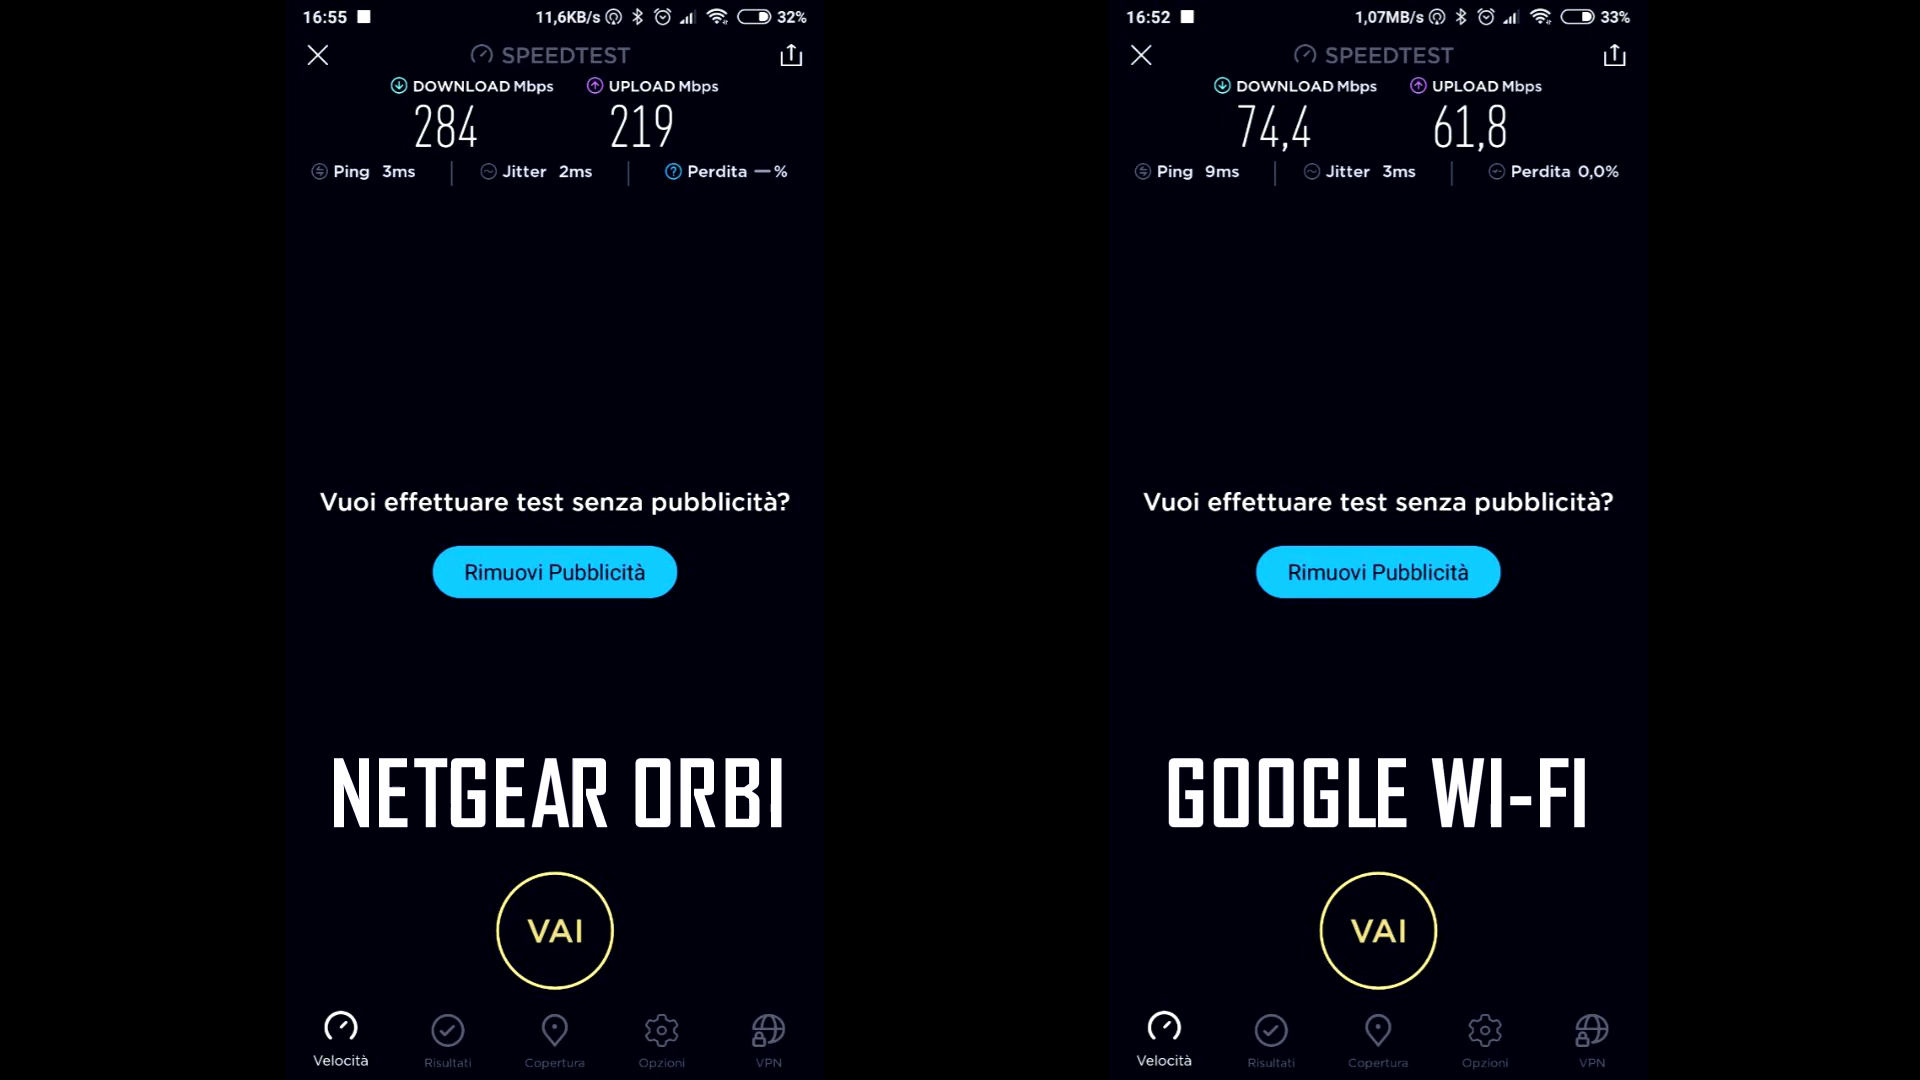 16:55 11,6KB/s 32%
SPEEDTEST
DOWNLOAD Mbps UPLOAD Mbps
284 219
Ping 3ms Jitter 2ms Perdita — %
Vuoi effettuare test senza pubblicità?
Rimuovi Pubblicità
NETGEAR ORBI
VAI
Velocità Risultati Copertura Opzioni VPN
16:52 1,07MB/s 33%
SPEEDTEST
DOWNLOAD Mbps UPLOAD Mbps
74,4 61,8
Ping 9ms Jitter 3ms Perdita 0,0%
Vuoi effettuare test senza pubblicità?
Rimuovi Pubblicità
GOOGLE WI-FI
VAI
Velocità Risultati Copertura Opzioni VPN